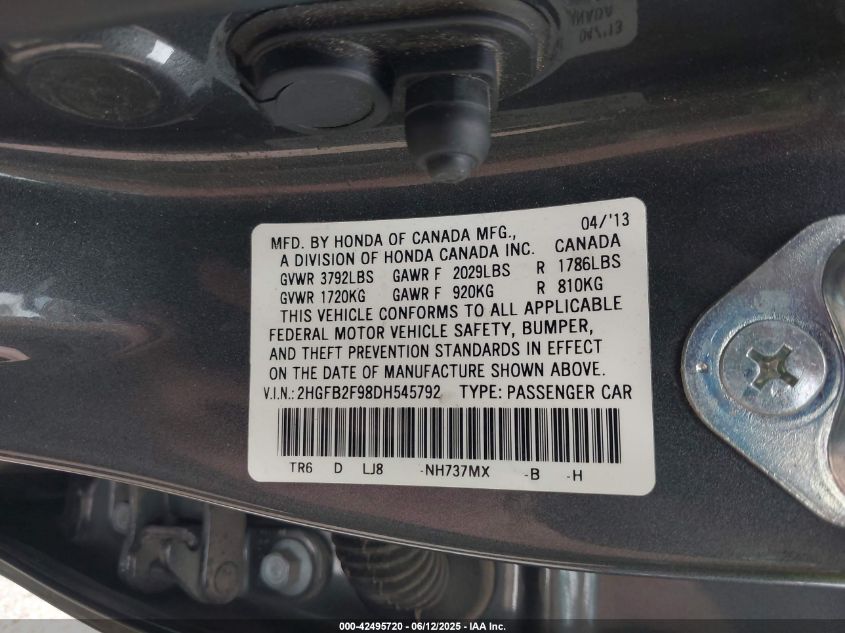 04/'13
MFD. BY HONDA OF CANADA MFG.,
A DIVISION OF HONDA CANADA INC. CANADA
GVWR 3792LBS GAWR F 2029LBS R 1786LBS
GVWR 1720KG GAWR F 920KG R 810KG
THIS VEHICLE CONFORMS TO ALL APPLICABLE
FEDERAL MOTOR VEHICLE SAFETY, BUMPER,
AND THEFT PREVENTION STANDARDS IN EFFECT
ON THE DATE OF MANUFACTURE SHOWN ABOVE.
V.I.N.: 2HGFB2F98DH545792 TYPE: PASSENGER CAR
TR6 D LJ8 -NH737MX -B -H
000-42495720 - 06/12/2025 - IAA Inc.